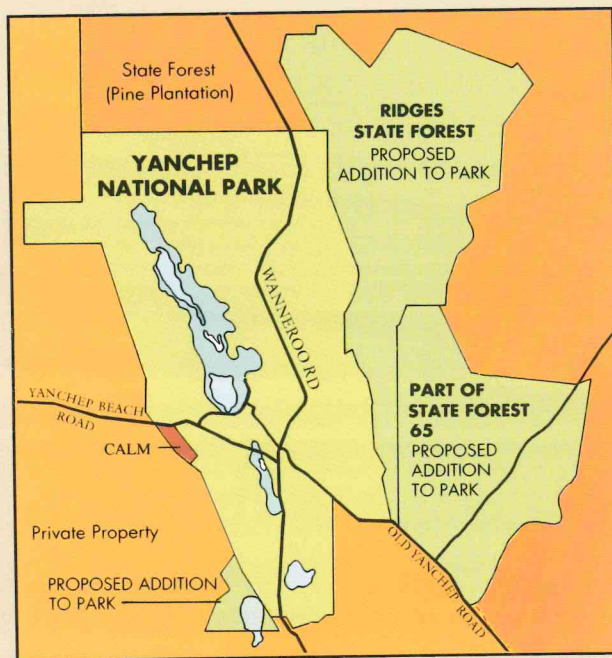 State Forest
(Pine Plantation)
RIDGES
STATE FOREST
PROPOSED
ADDITION TO PARK
YANCHEP
NATIONAL PARK
WANNEROO RD
YANCHEP BEACH
ROAD
PART OF
STATE FOREST
65
PROPOSED
ADDITION
TO PARK
CALM
Private Property
OLD YANCHEP ROAD
PROPOSED ADDITION
TO PARK